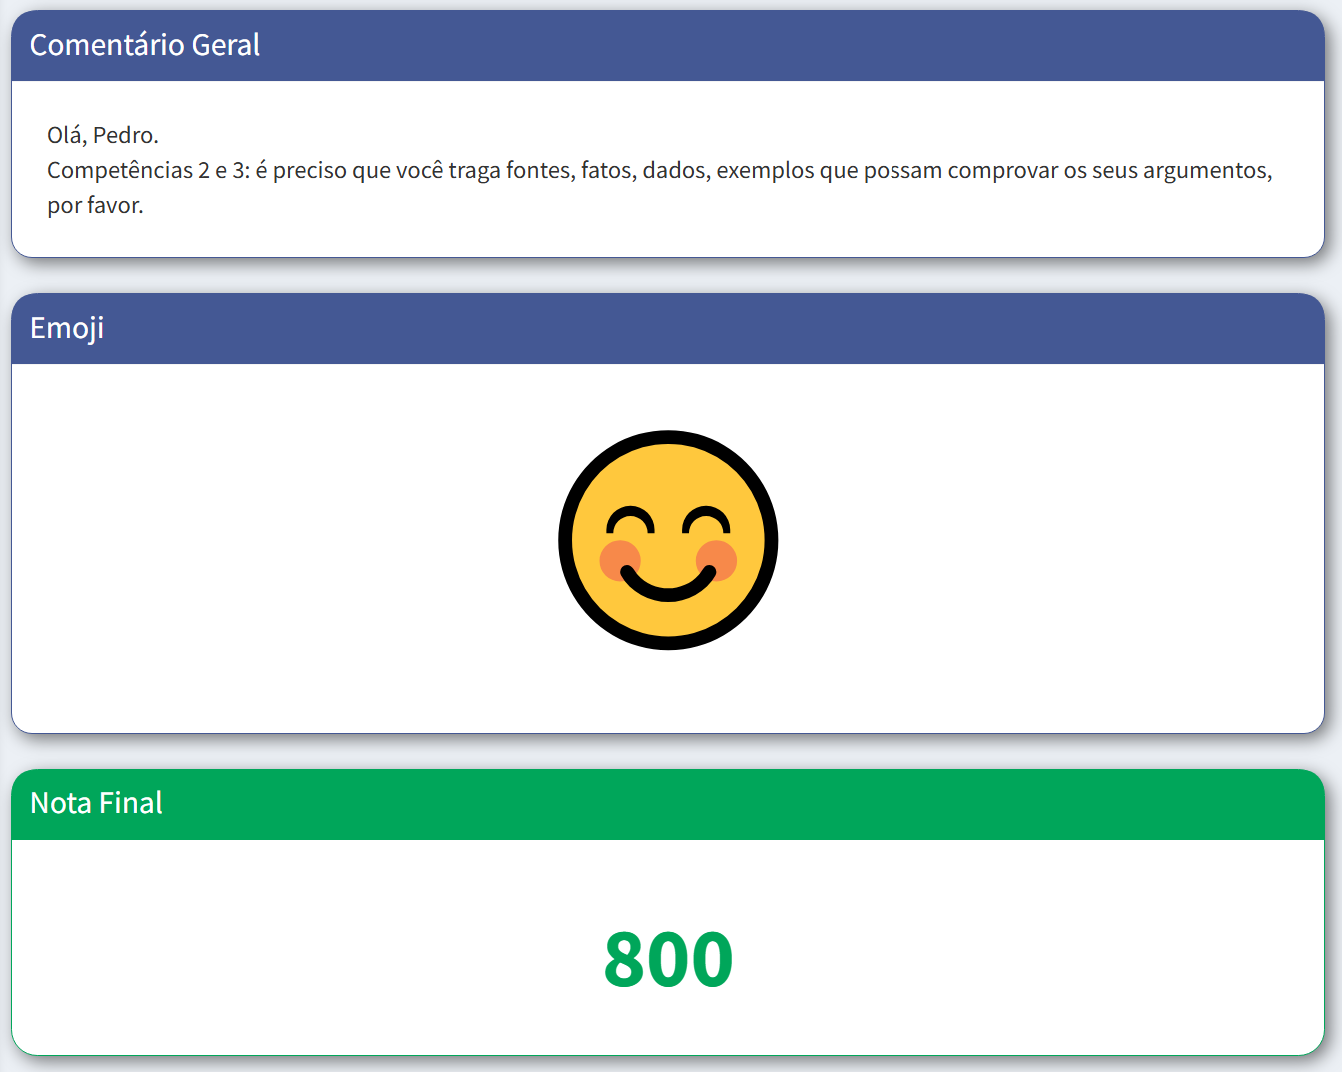 Comentário Geral
Olá, Pedro.
Competências 2 e 3: é preciso que você traga fontes, fatos, dados, exemplos que possam comprovar os seus argumentos,
por favor.
Emoji
Nota Final
800